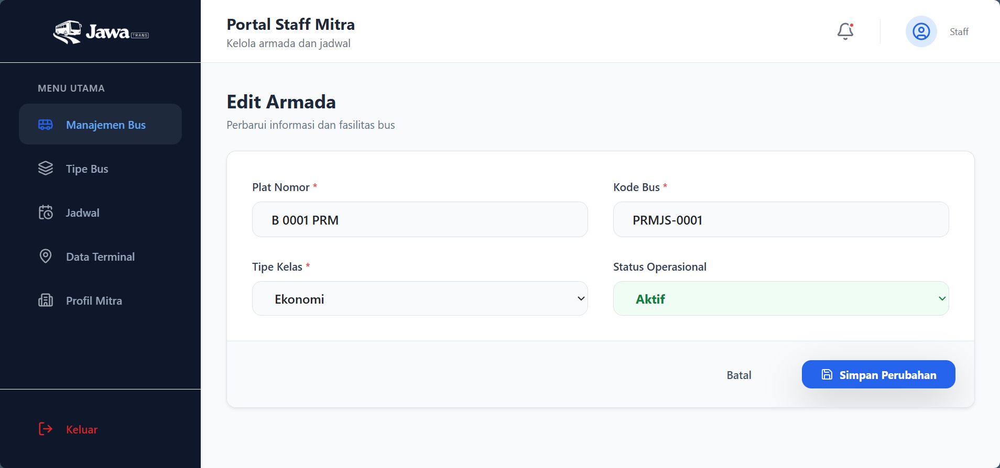 Jawa TRANS
MENU UTAMA
Manajemen Bus
Tipe Bus
Jadwal
Data Terminal
Profil Mitra
Keluar
Portal Staff Mitra
Kelola armada dan jadwal
Staff
Edit Armada
Perbarui informasi dan fasilitas bus
Plat Nomor *
B 0001 PRM
Kode Bus *
PRMJS-0001
Tipe Kelas *
Ekonomi
Status Operasional
Aktif
Batal
Simpan Perubahan